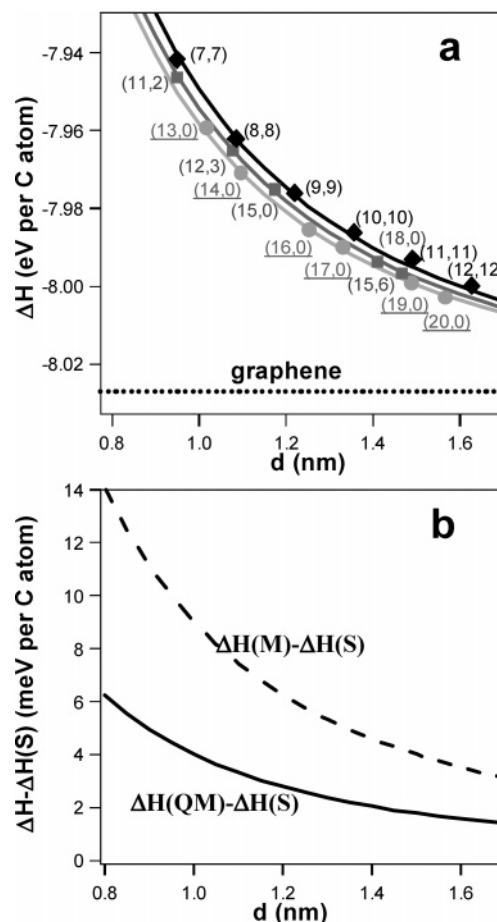 a
-7.94
-7.96
-7.98
-8.00
-8.02
ΔH (eV per C atom)
(7,7)
(11,2)
(13,0)
(8,8)
(12,3)
(14,0)
(9,9)
(15,0)
(10,10)
(16,0)
(18,0)
(17,0)
(11,11)
(15,6)
(12,12)
(19,0)
(20,0)
graphene
0.8 1.0 1.2 1.4 1.6
d (nm)
b
14
12
10
8
6
4
2
0
ΔH-ΔH(S) (meV per C atom)
ΔH(M)-ΔH(S)
ΔH(QM)-ΔH(S)
0.8 1.0 1.2 1.4 1.6
d (nm)